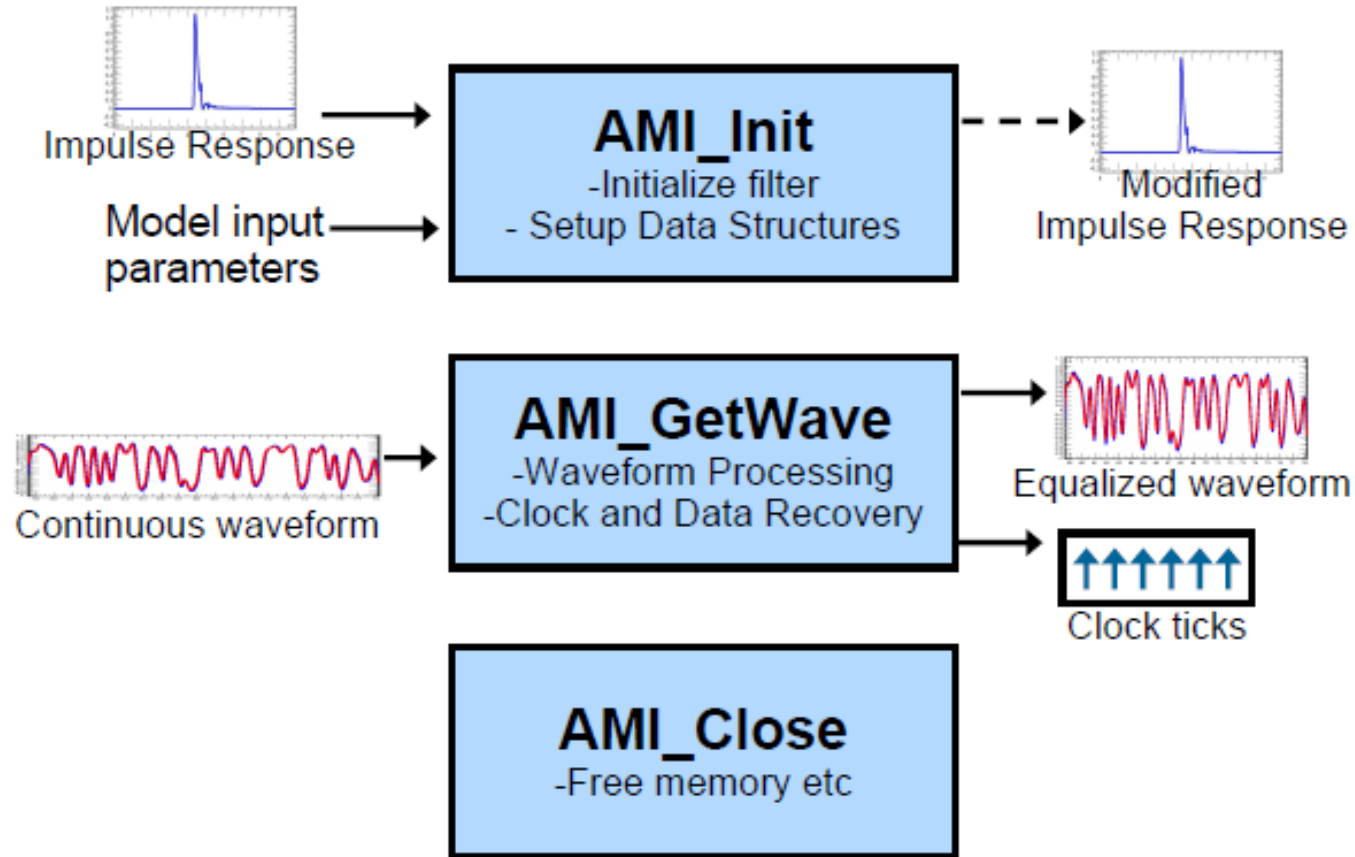 Impulse Response
Model input
parameters
AMI_Init
-Initialize filter
- Setup Data Structures
Modified
Impulse Response
Continuous waveform
AMI_GetWave
-Waveform Processing
-Clock and Data Recovery
Equalized waveform
Clock ticks
AMI_Close
-Free memory etc